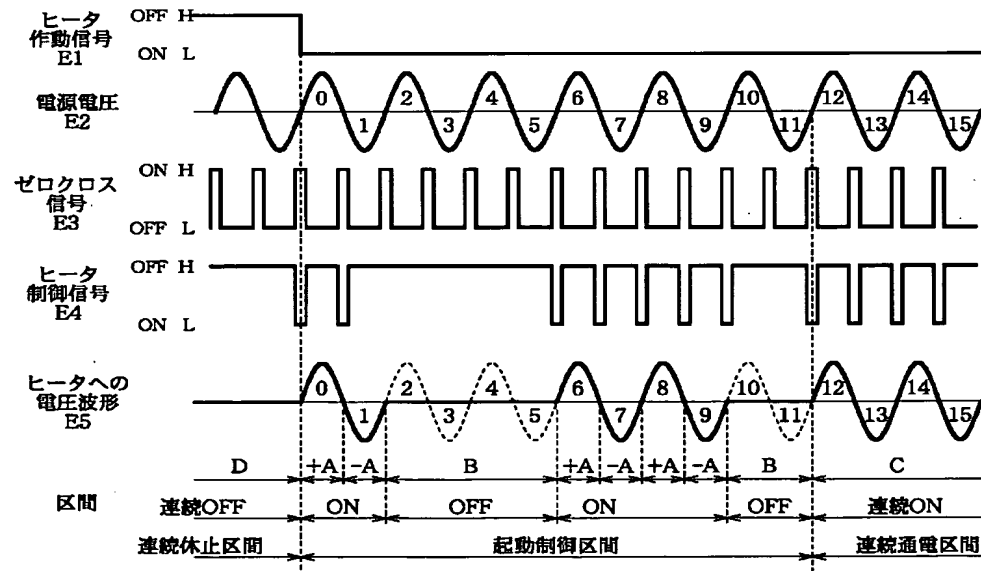 ヒータ
作動信号
E1
OFF H
ON L
電源電圧
E2
0 2 4 6 8 10 12 14
1 3 5 7 9 11 13 15
ゼロクロス
信号
E3
ON H
OFF L
ヒータ
制御信号
E4
OFF H
ON L
ヒータへの
電圧波形
E5
0 2 4 6 8 10 12 14
1 3 5 7 9 11 13 15
D +A -A B +A -A +A -A B C
区間
連続OFF ON OFF ON OFF 連続ON
連続休止区間 起動制御区間 連続通電区間